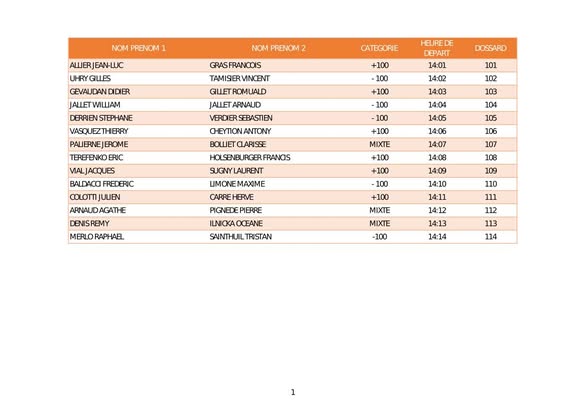 NOM PRENOM 1 NOM PRENOM 2 CATEGORIE HEURE DE DEPART DOSSARD
ALLIER JEAN-LUC GRAS FRANCOIS +100 14:01 101
UHRY GILLES TAMISIER VINCENT -100 14:02 102
GEVAUDAN DIDIER GILLET ROMUALD +100 14:03 103
JALLET WILLIAM JALLET ARNAUD -100 14:04 104
DERRIEN STEPHANE VERDIER SEBASTIEN -100 14:05 105
VASQUEZ THIERRY CHEYTION ANTONY +100 14:06 106
PALIERNE JEROME BOLLIET CLARISSE MIXTE 14:07 107
TEREFENKO ERIC HOLSENBURGER FRANCIS +100 14:08 108
VIAL JACQUES SUGNY LAURENT +100 14:09 109
BALDACCI FREDERIC LIMONE MAXIME -100 14:10 110
COLOTTI JULIEN CARRE HERVE +100 14:11 111
ARNAUD AGATHE PIGNEDE PIERRE MIXTE 14:12 112
DENIS REMY ILNICKA OCEANE MIXTE 14:13 113
MERLO RAPHAEL SAINTHUIL TRISTAN -100 14:14 114
1